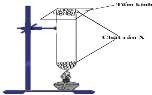 Tấm kính
Chất rắn X